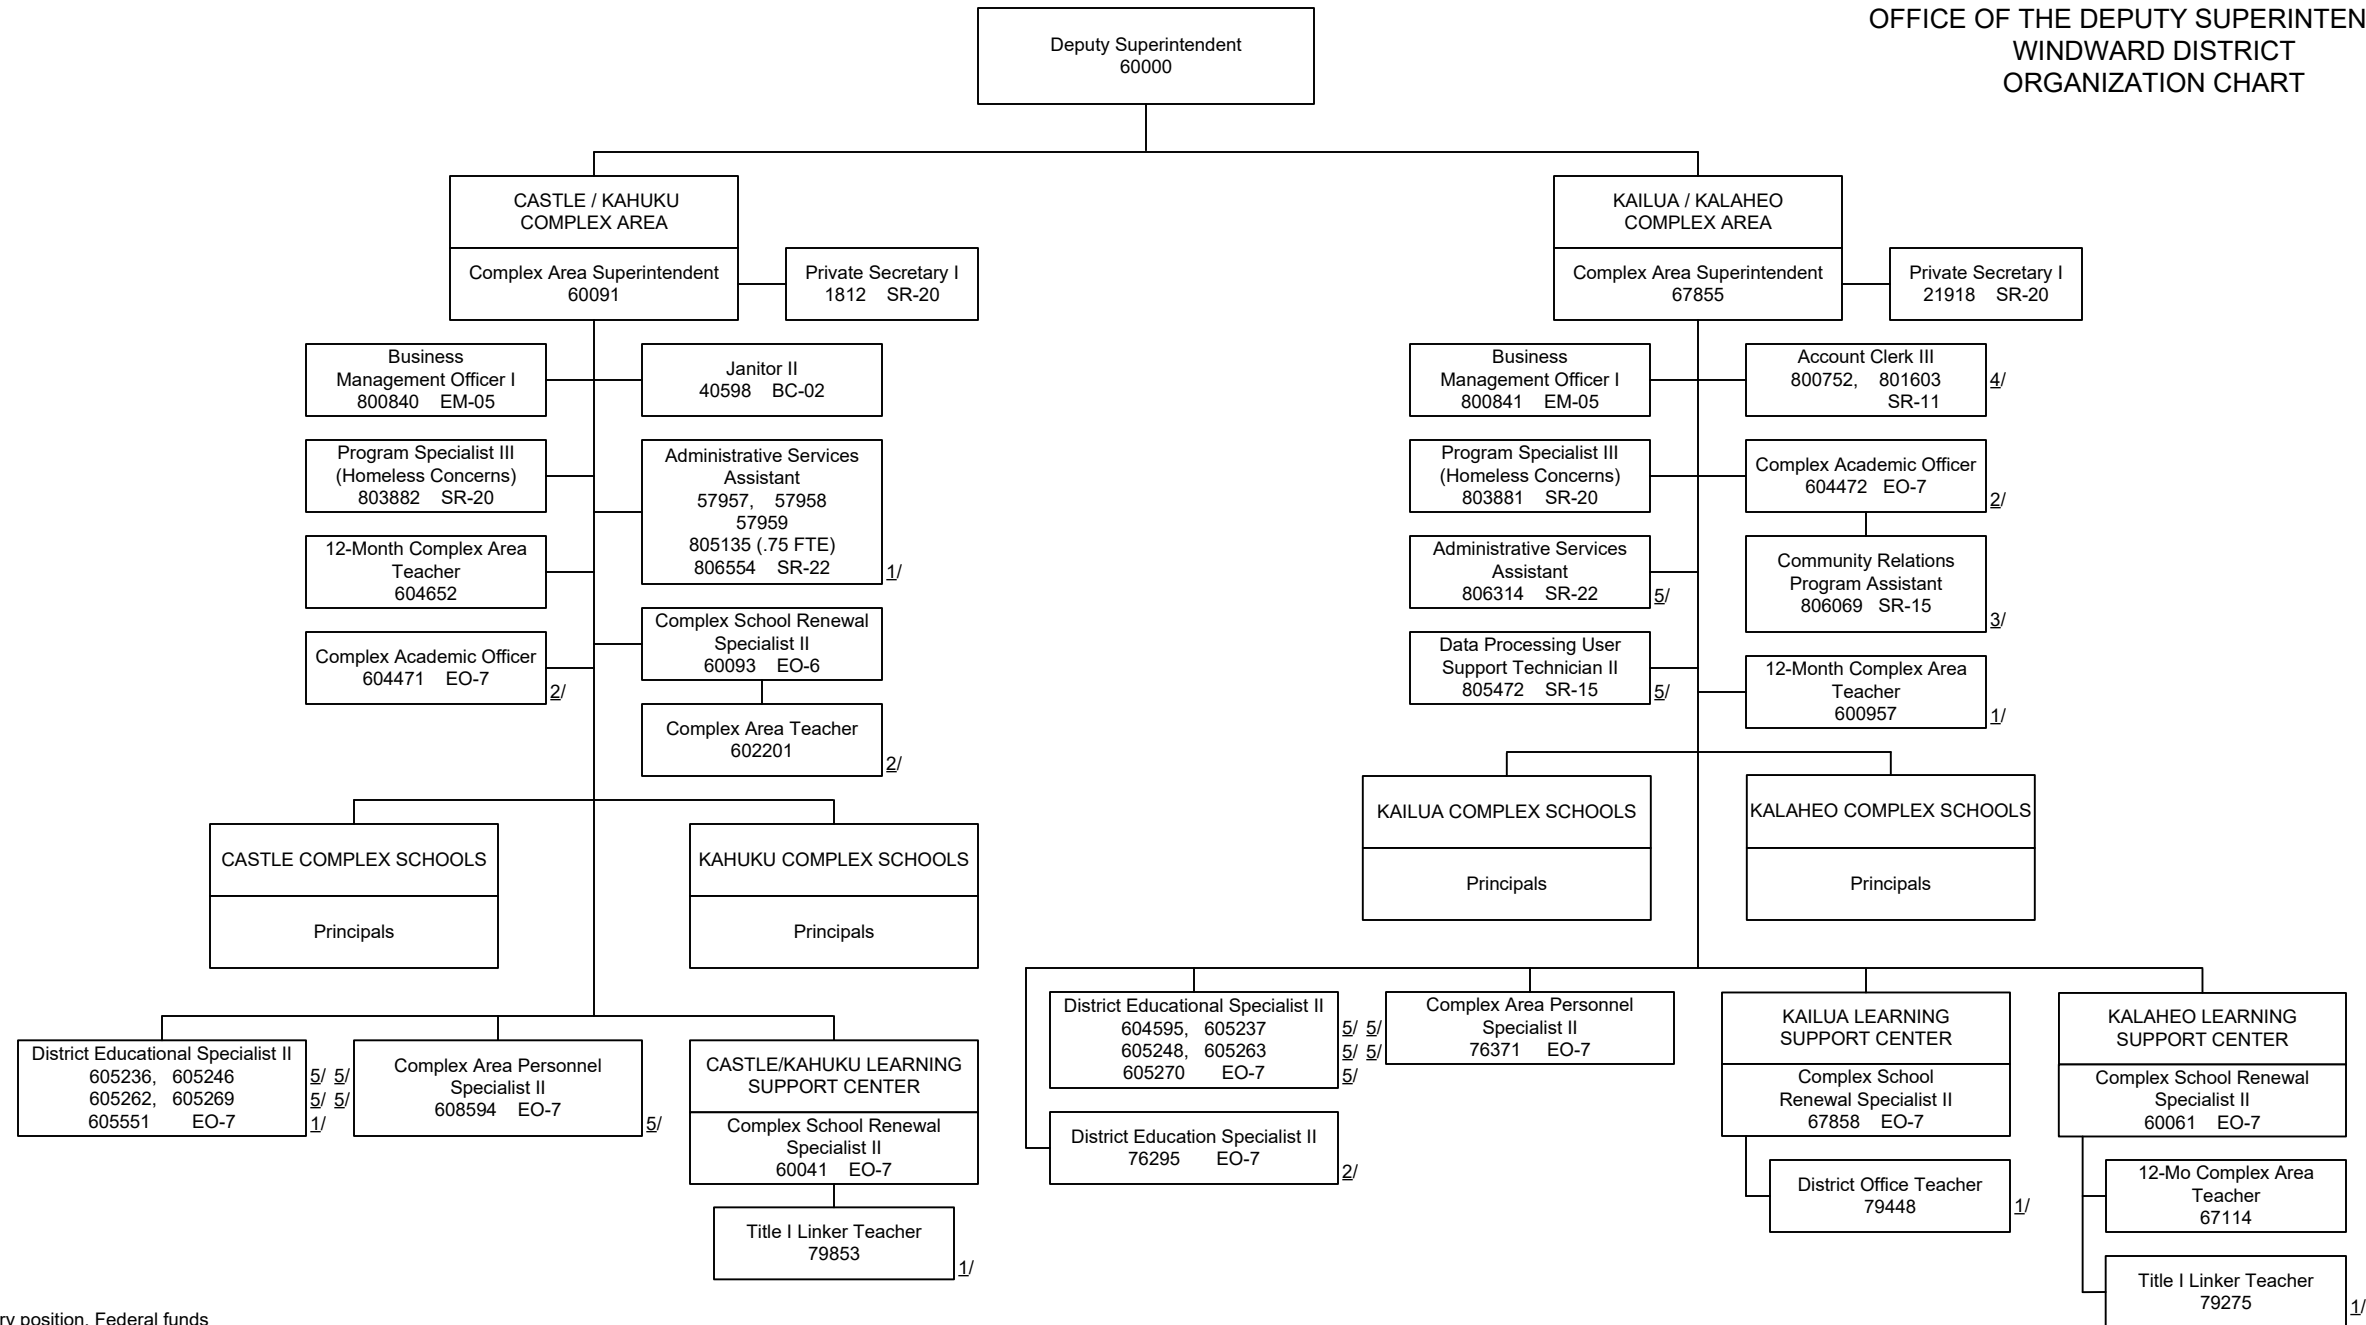 OFFICE OF THE DEPUTY SUPERINTEN
WINDWARD DISTRICT
ORGANIZATION CHART
Deputy Superintendent
60000
CASTLE / KAHUKU
COMPLEX AREA
Complex Area Superintendent
60091
Private Secretary I
1812 SR-20
Business
Management Officer I
800840 EM-05
Janitor II
40598 BC-02
Program Specialist III
(Homeless Concerns)
803882 SR-20
Administrative Services
Assistant
57957, 57958
57959
805135 (.75 FTE)
806554 SR-22
1/
12-Month Complex Area
Teacher
604652
Complex School Renewal
Specialist II
60093 EO-6
Complex Academic Officer
604471 EO-7
2/
Complex Area Teacher
602201
2/
CASTLE COMPLEX SCHOOLS
Principals
KAHUKU COMPLEX SCHOOLS
Principals
District Educational Specialist II
605236, 605246 5/ 5/
605262, 605269 5/ 5/
605551 EO-7 1/
Complex Area Personnel
Specialist II
608594 EO-7
5/
CASTLE/KAHUKU LEARNING
SUPPORT CENTER
Complex School Renewal
Specialist II
60041 EO-7
Title I Linker Teacher
79853
1/
KAILUA / KALAHEO
COMPLEX AREA
Complex Area Superintendent
67855
Private Secretary I
21918 SR-20
Business
Management Officer I
800841 EM-05
Account Clerk III
800752, 801603 4/
SR-11
Program Specialist III
(Homeless Concerns)
803881 SR-20
Complex Academic Officer
604472 EO-7
2/
Administrative Services
Assistant
806314 SR-22 5/
Community Relations
Program Assistant
806069 SR-15
3/
Data Processing User
Support Technician II
805472 SR-15 5/
12-Month Complex Area
Teacher
600957 1/
KAILUA COMPLEX SCHOOLS
Principals
KALAHEO COMPLEX SCHOOLS
Principals
District Educational Specialist II
604595, 605237 5/ 5/
605248, 605263 5/ 5/
605270 EO-7 5/
District Education Specialist II
76295 EO-7
2/
Complex Area Personnel
Specialist II
76371 EO-7
KAILUA LEARNING
SUPPORT CENTER
Complex School
Renewal Specialist II
67858 EO-7
District Office Teacher
79448 1/
KALAHEO LEARNING
SUPPORT CENTER
Complex School Renewal
Specialist II
60061 EO-7
12-Mo Complex Area
Teacher
67114
Title I Linker Teacher
79275 1/
ry position, Federal funds